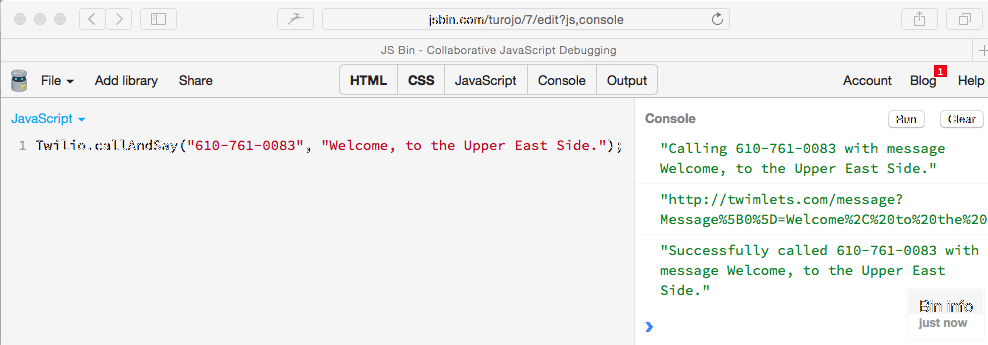 jsbin.com/turojo/7/edit?js,console
JS Bin - Collaborative JavaScript Debugging
File Add library Share HTML CSS JavaScript Console Output Account Blog 1 Help
JavaScript
1 Twilio.callAndSay("610-761-0083", "Welcome, to the Upper East Side.");
Console Run Clear
"Calling 610-761-0083 with message
Welcome, to the Upper East Side."
"http://twimlets.com/message?
Message%5B0%5D=Welcome%2C%20to%20the%20
"Successfully called 610-761-0083 with
message Welcome, to the Upper East
Side."
Bin info
just now